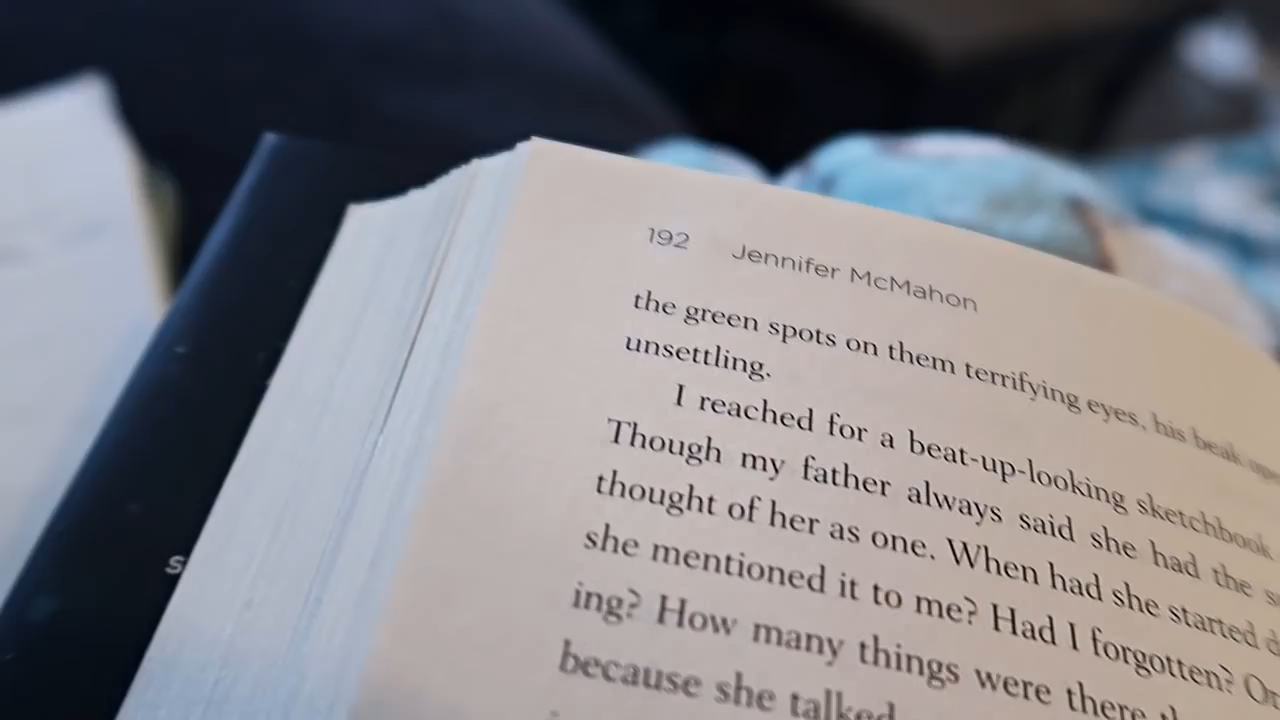 192 Jennifer McMahon
the green spots on them terrifying eyes, his beak
unsettling.
I reached for a beat-up-looking sketchbook.
Though my father always said she had the
thought of her as one. When had she started
she mentioned it to me? Had I forgotten?
ing? How many things were there
because she talked
s